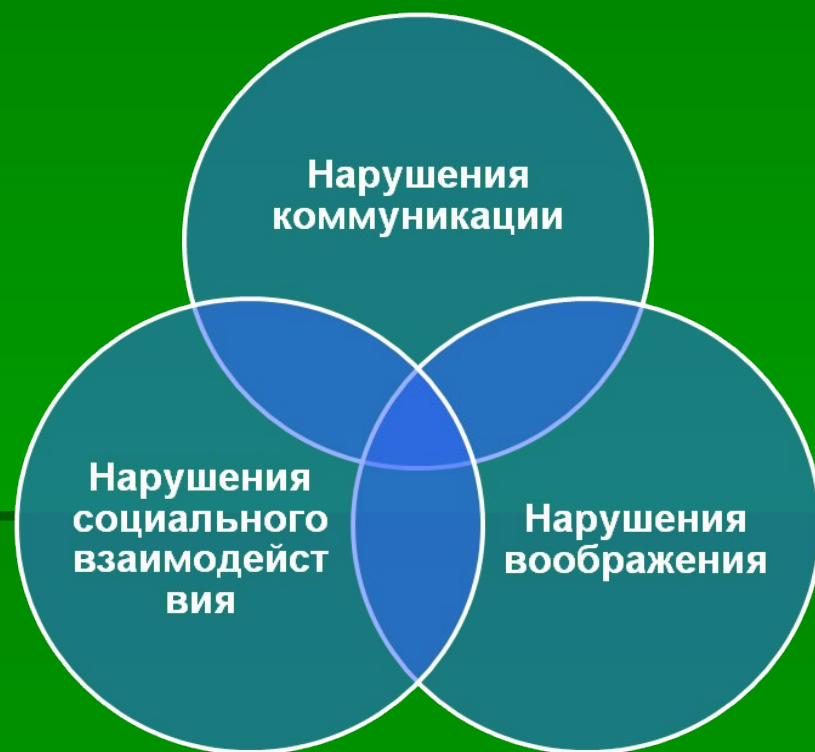 Нарушения
коммуникации
Нарушения
социального
взаимодейст
вия
Нарушения
воображения